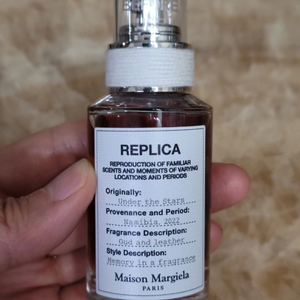 REPLICA
REPRODUCTION OF FAMILIAR
SCENTS AND MOMENTS OF VARYING
LOCATIONS AND PERIODS
Originally:
Under the Stars
Provenance and Period:
Namibia, 2022
Fragrance Description:
Oud and leather
Style Description:
Memory in a fragrance
Maison Margiela
PARIS